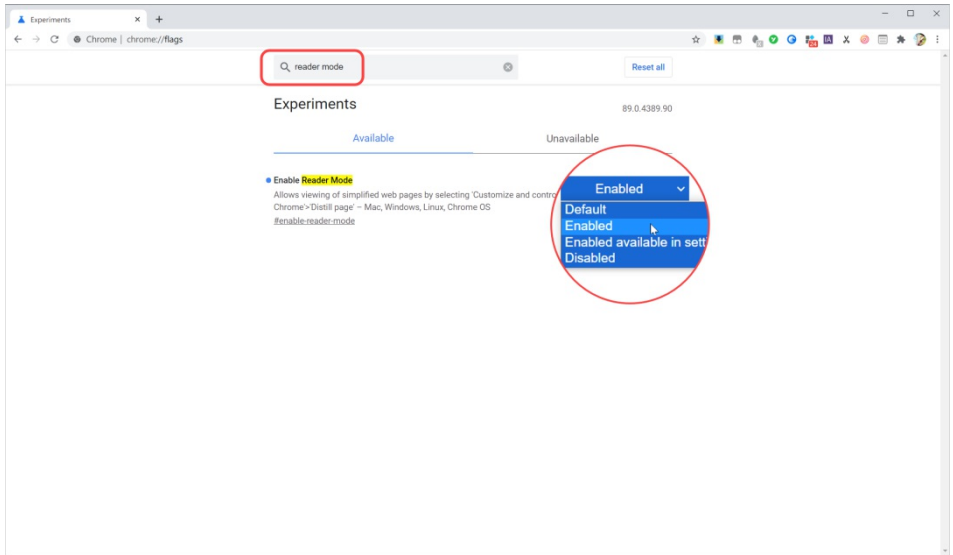 Experiments
Chrome | chrome://flags
24
reader mode
Reset all
Experiments
89.0.4389.90
Available
Unavailable
Enable Reader Mode
Allows viewing of simplified web pages by selecting 'Customize and contro
Chrome'>'Distill page' – Mac, Windows, Linux, Chrome OS
#enable-reader-mode
Enabled
Default
Enabled
Enabled available in setti
Disabled